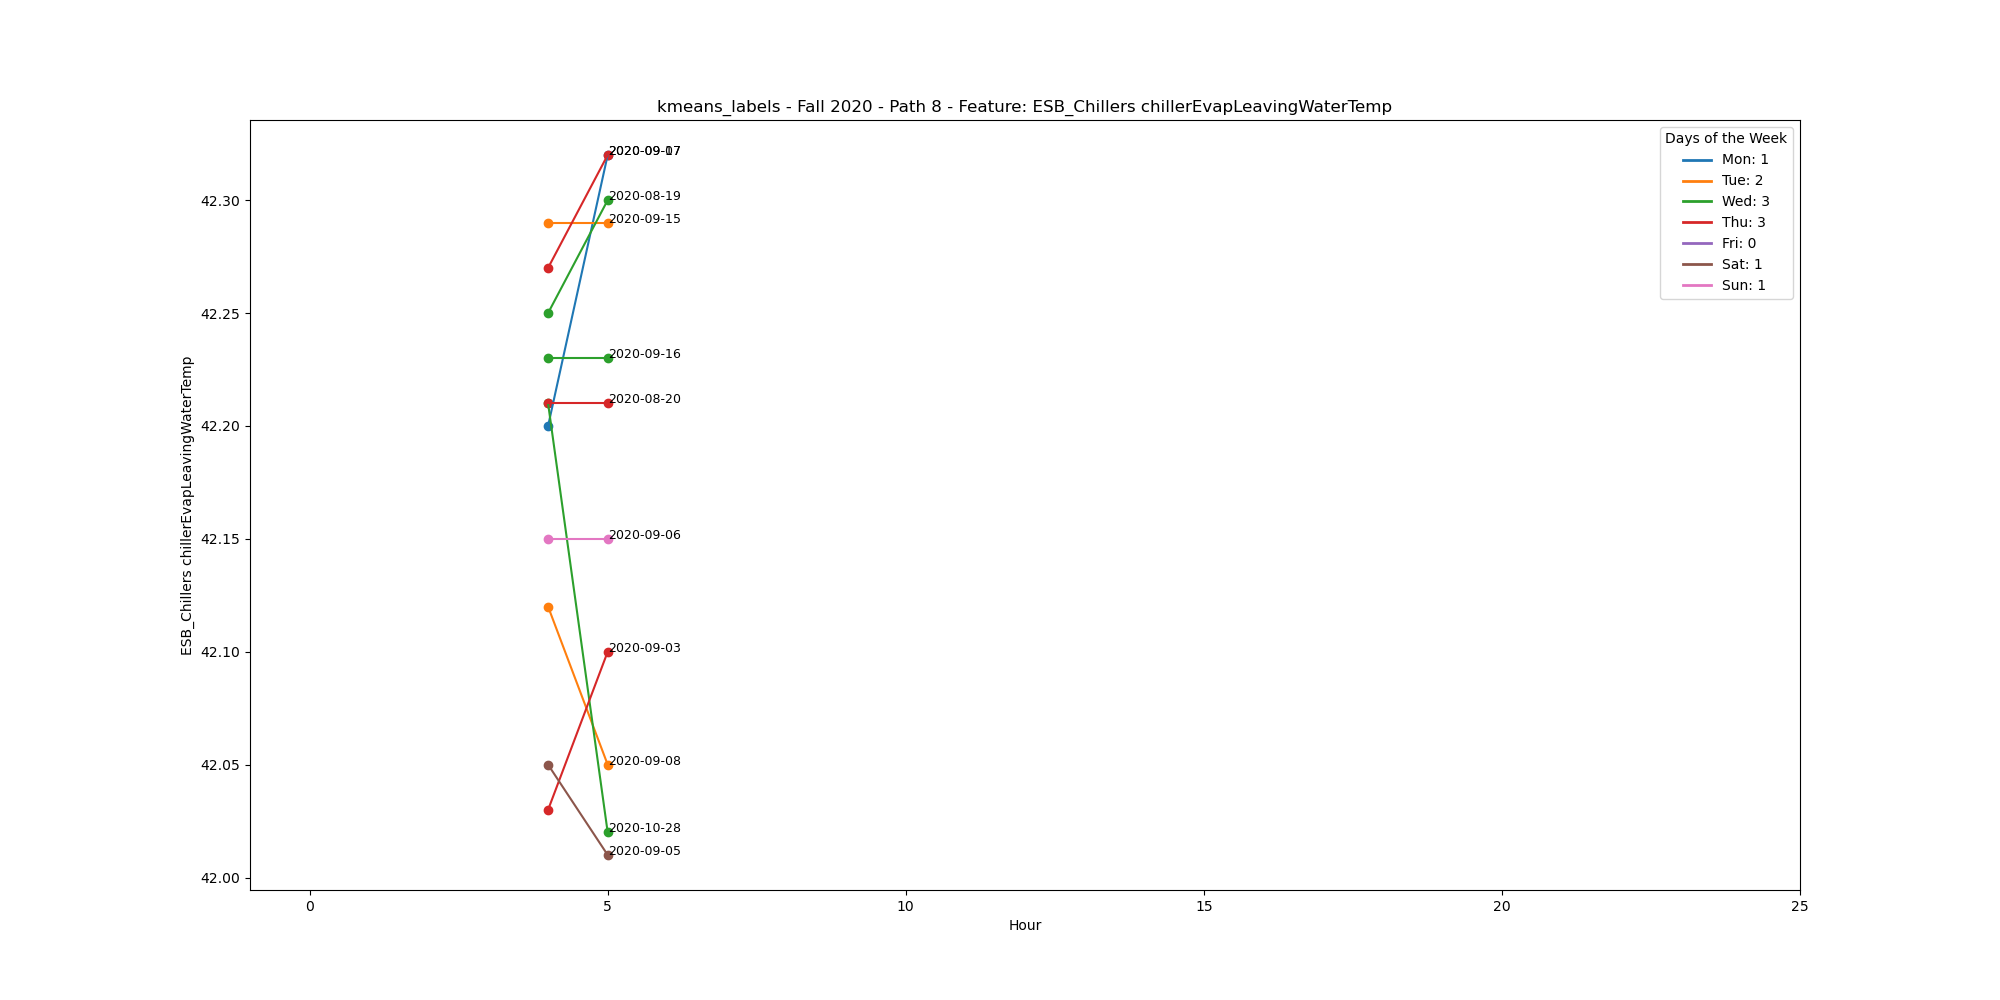 kmeans_labels - Fall 2020 - Path 8 - Feature: ESB_Chillers chillerEvapLeavingWaterTemp
Days of the Week
Mon: 1
Tue: 2
Wed: 3
Thu: 3
Fri: 0
Sat: 1
Sun: 1
2020-09-17
2020-08-19
2020-09-15
2020-09-16
2020-08-20
2020-09-06
2020-09-03
2020-09-08
2020-10-28
2020-09-05
42.30
42.25
42.20
42.15
42.10
42.05
42.00
ESB_Chillers chillerEvapLeavingWaterTemp
0 5 10 15 20 25
Hour